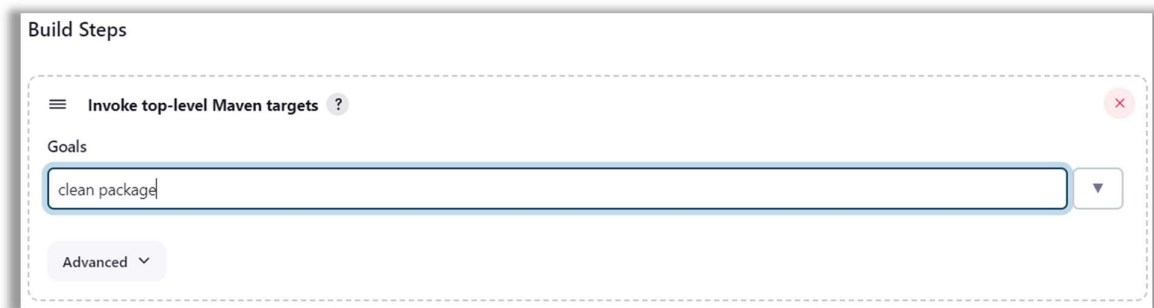 Build Steps
Invoke top-level Maven targets ?
Goals
clean package
Advanced